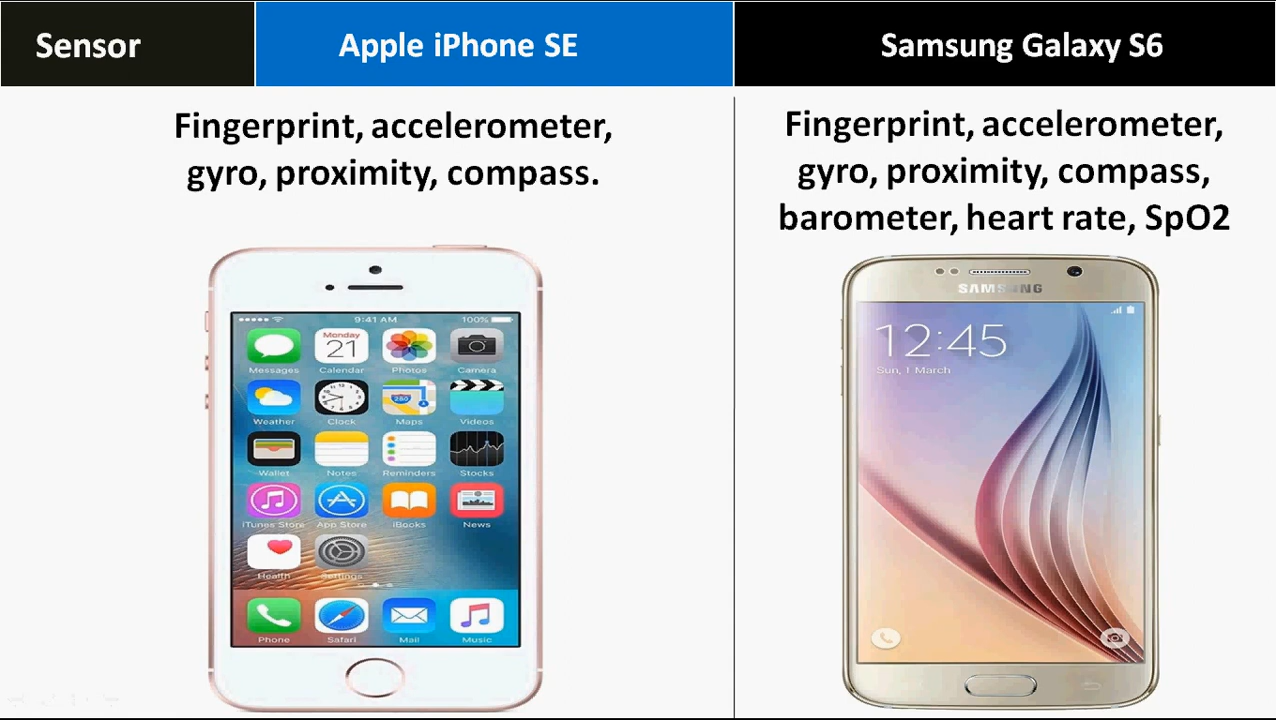 Sensor
Apple iPhone SE
Samsung Galaxy S6
Fingerprint, accelerometer,
gyro, proximity, compass.
Fingerprint, accelerometer,
gyro, proximity, compass,
barometer, heart rate, SpO2
9:41 AM 100%
Monday
21
Messages Calendar Photos Camera
280
Weather Clock Maps Videos
Wallet Notes Reminders Stocks
iTunes Store App Store iBooks News
Health Settings
Phone Safari Mail Music
SAMSUNG
12:45
Sun, 1 March